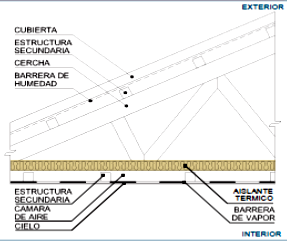 EXTERIOR
CUBIERTA
ESTRUCTURA
SECUNDARIA
CERCHA
BARRERA DE
HUMEDAD
ESTRUCTURA
SECUNDARIA
CAMARA
DE AIRE
CIELO
AISLANTE
TERMICO
BARRERA
DE VAPOR
INTERIOR